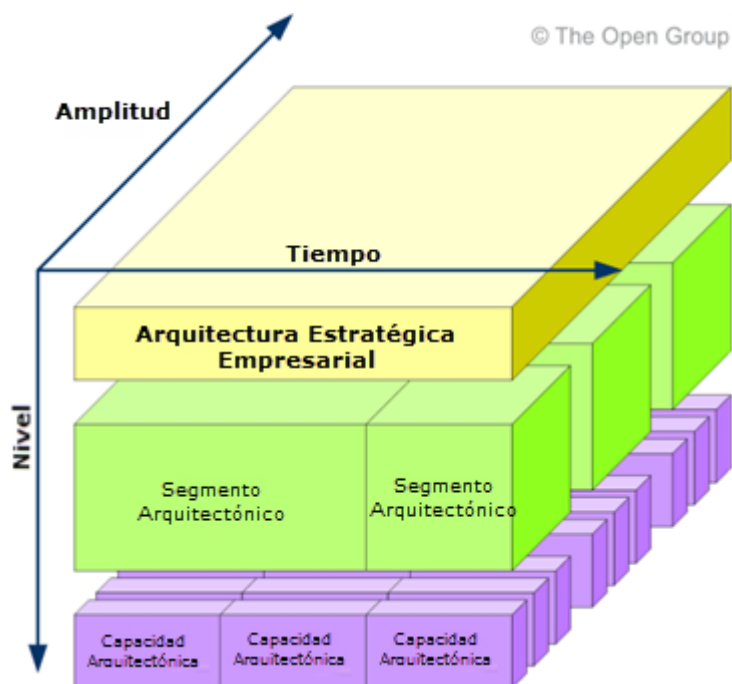 © The Open Group
Amplitud
Tiempo
Arquitectura Estratégica
Empresarial
Nivel
Segmento
Arquitectónico
Segmento
Arquitectónico
Capacidad
Arquitectónica
Capacidad
Arquitectónica
Capacidad
Arquitectónica